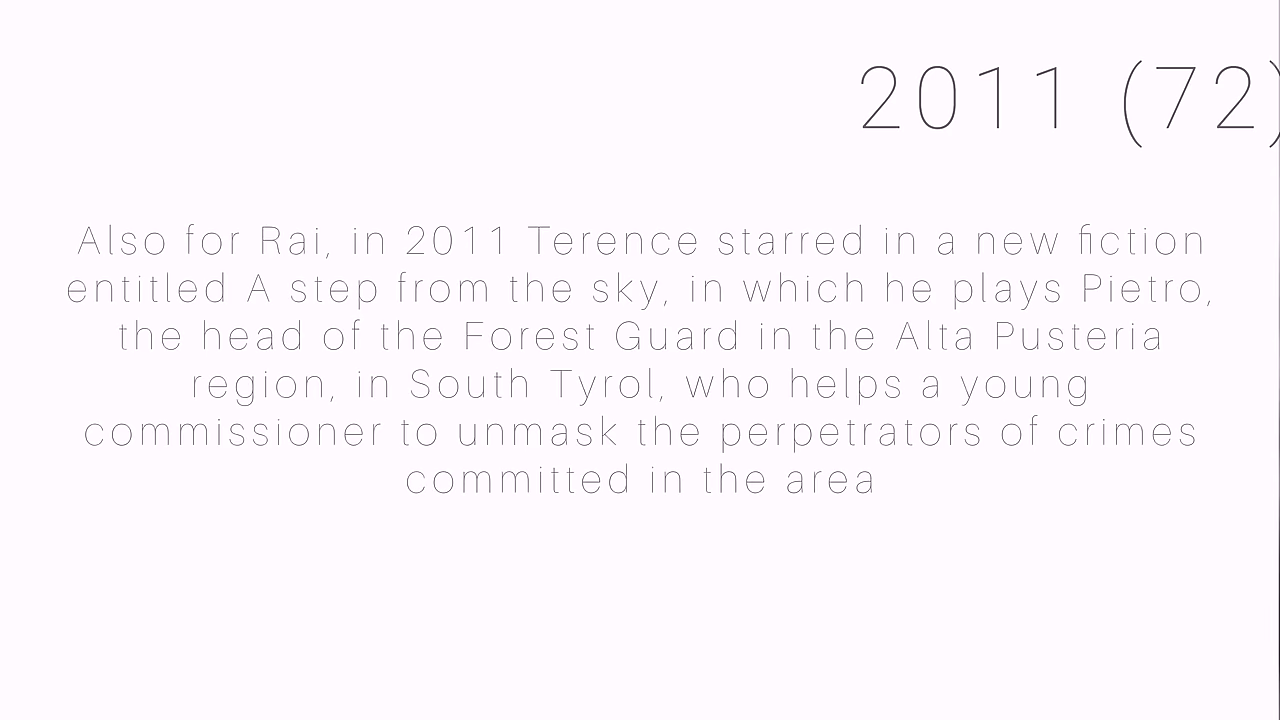 2011 (72)
Also for Rai, in 2011 Terence starred in a new fiction
entitled A step from the sky, in which he plays Pietro,
the head of the Forest Guard in the Alta Pusteria
region, in South Tyrol, who helps a young
commissioner to unmask the perpetrators of crimes
committed in the area